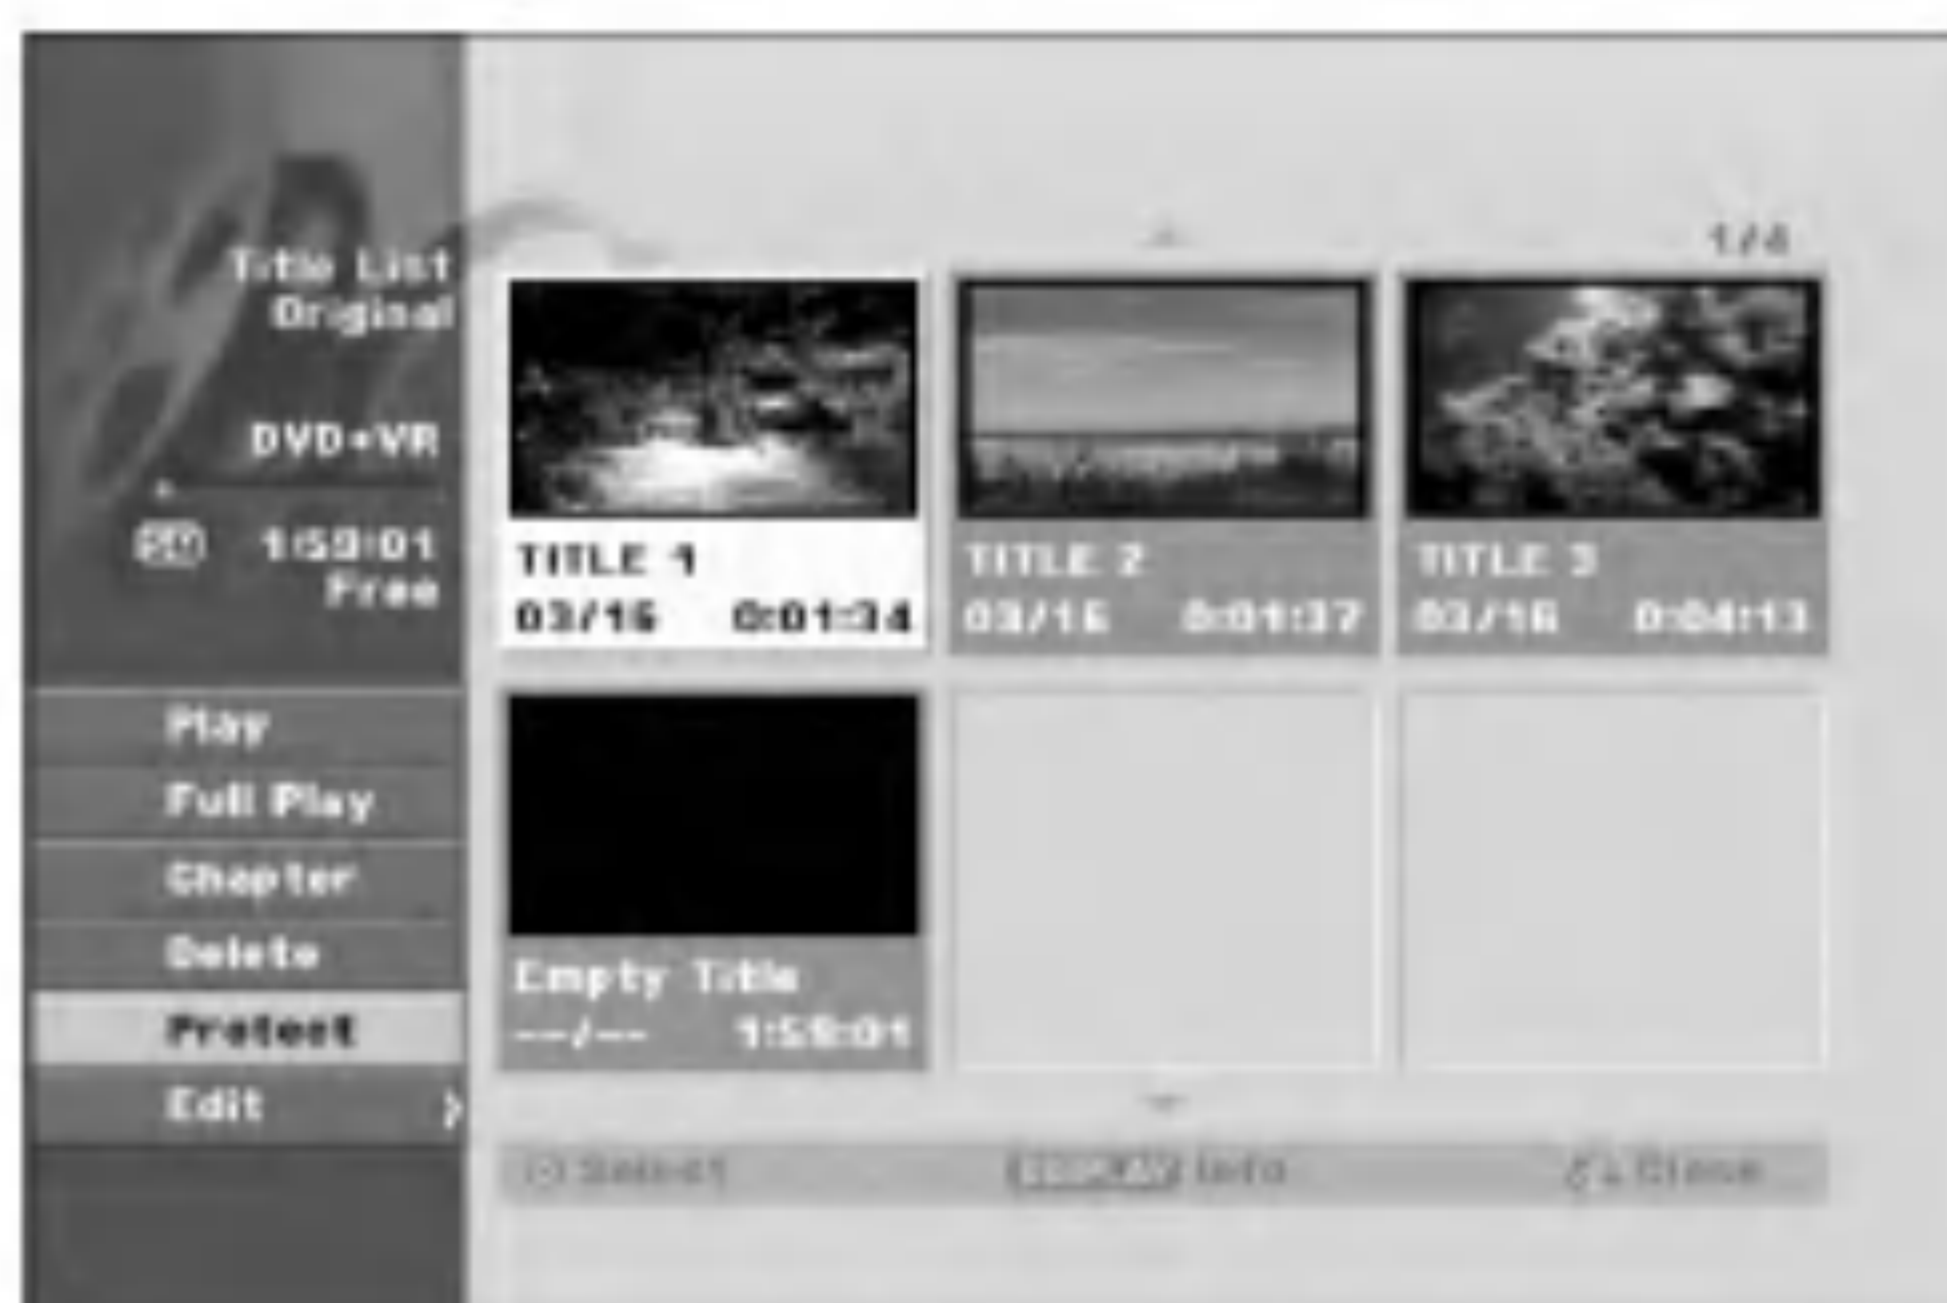 Title List
Original
DVD+VR
1:59:01
Free
Play
Full Play
Chapter
Delete
Protect
Edit
1/4
TITLE 1
03/16 0:01:34
TITLE 2
03/16 0:01:37
TITLE 3
03/16 0:04:13
Empty Title
--/-- 1:59:01
Select
DISPLAY Info
Close